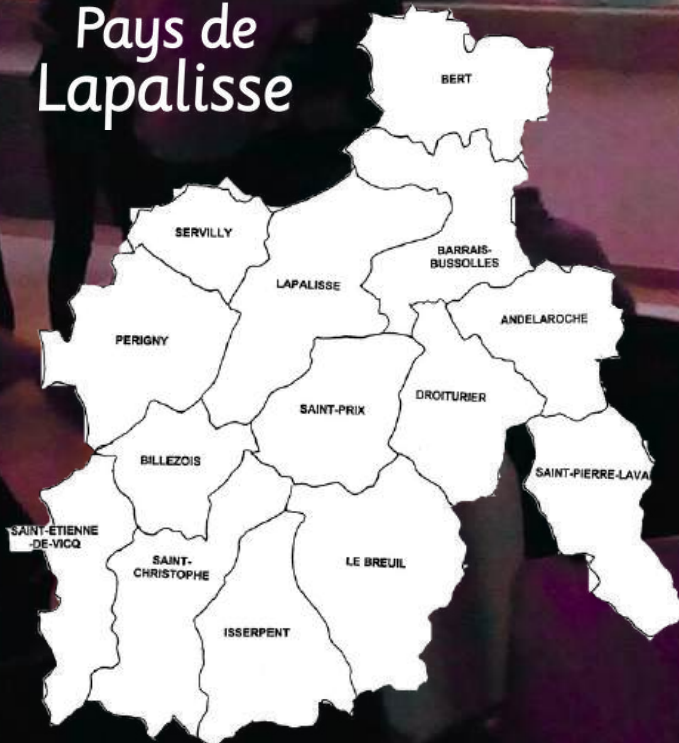 Pays de
Lapalisse
BERT
SERVILLY
BARRAIS-
BUSSOLLES
LAPALISSE
ANDELAROCHE
PERIGNY
DROITURIER
SAINT-PRIX
BILLEZOIS
SAINT-PIERRE-LAVA
SAINT-ETIENNE
-DE-VICQ
SAINT-
CHRISTOPHE
LE BREUIL
ISSERPENT